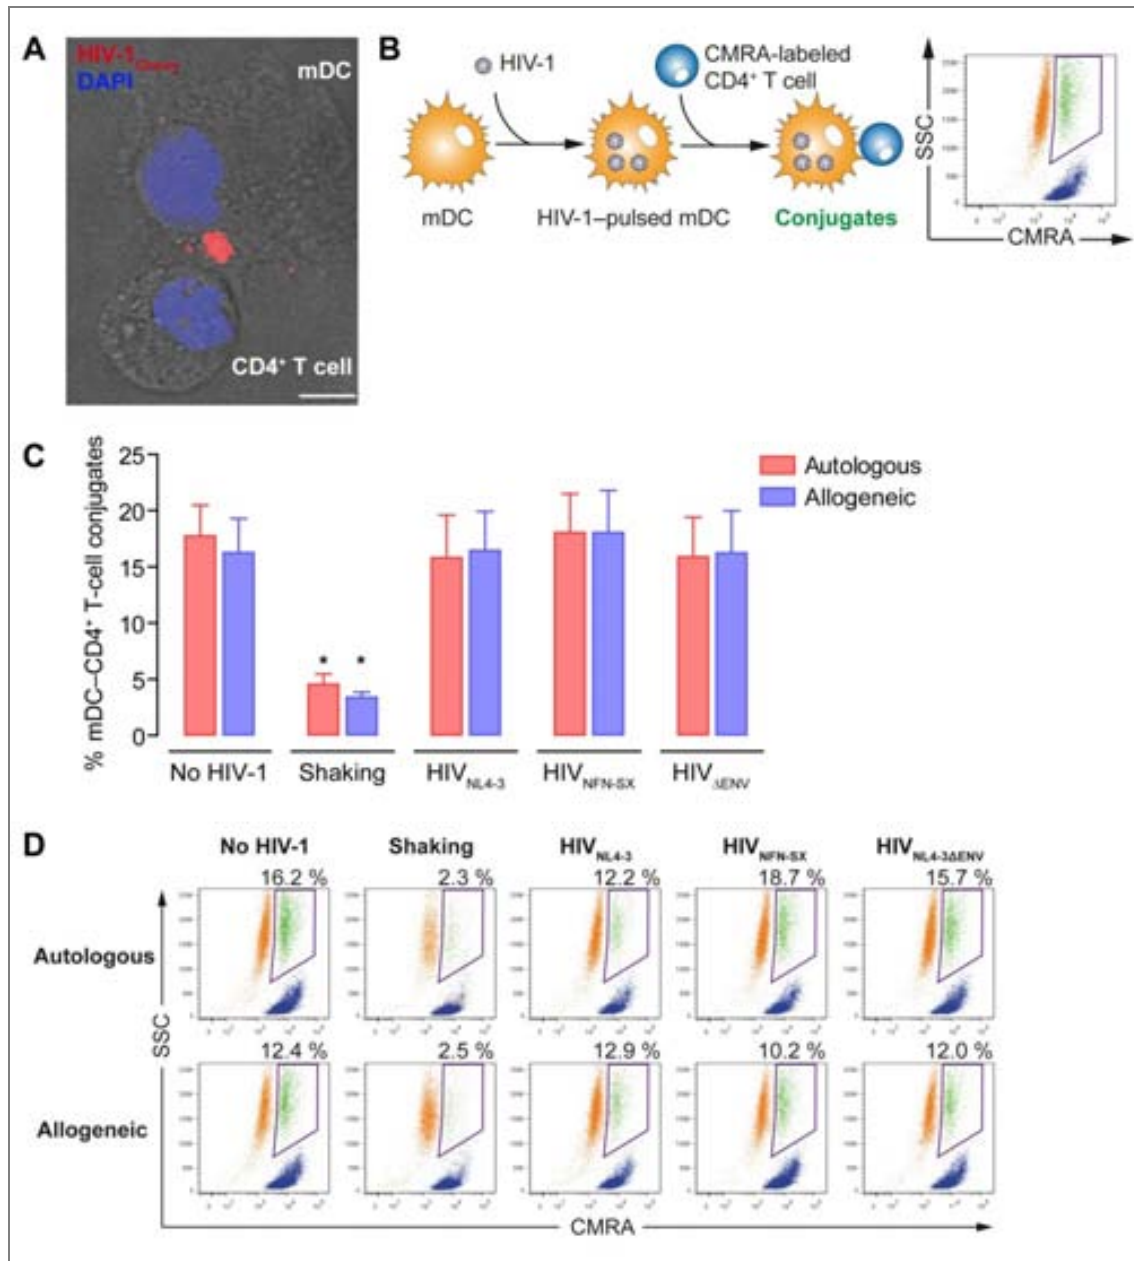 A
HIV-1Cherry
DAPI
mDC
CD4⁺ T cell
B
HIV-1
CMRA-labeled
CD4⁺ T cell
mDC
HIV-1–pulsed mDC
Conjugates
SSC
CMRA
C
% mDC–CD4⁺ T-cell conjugates
25
20
15
10
5
0
Autologous
Allogeneic
*
*
No HIV-1
Shaking
HIV NL4-3
HIV NFN-SX
HIV ΔENV
D
No HIV-1
Shaking
HIV NL4-3
HIV NFN-SX
HIV NL4-3ΔENV
16.2 %
2.3 %
12.2 %
18.7 %
15.7 %
Autologous
12.4 %
2.5 %
12.9 %
10.2 %
12.0 %
Allogeneic
SSC
CMRA